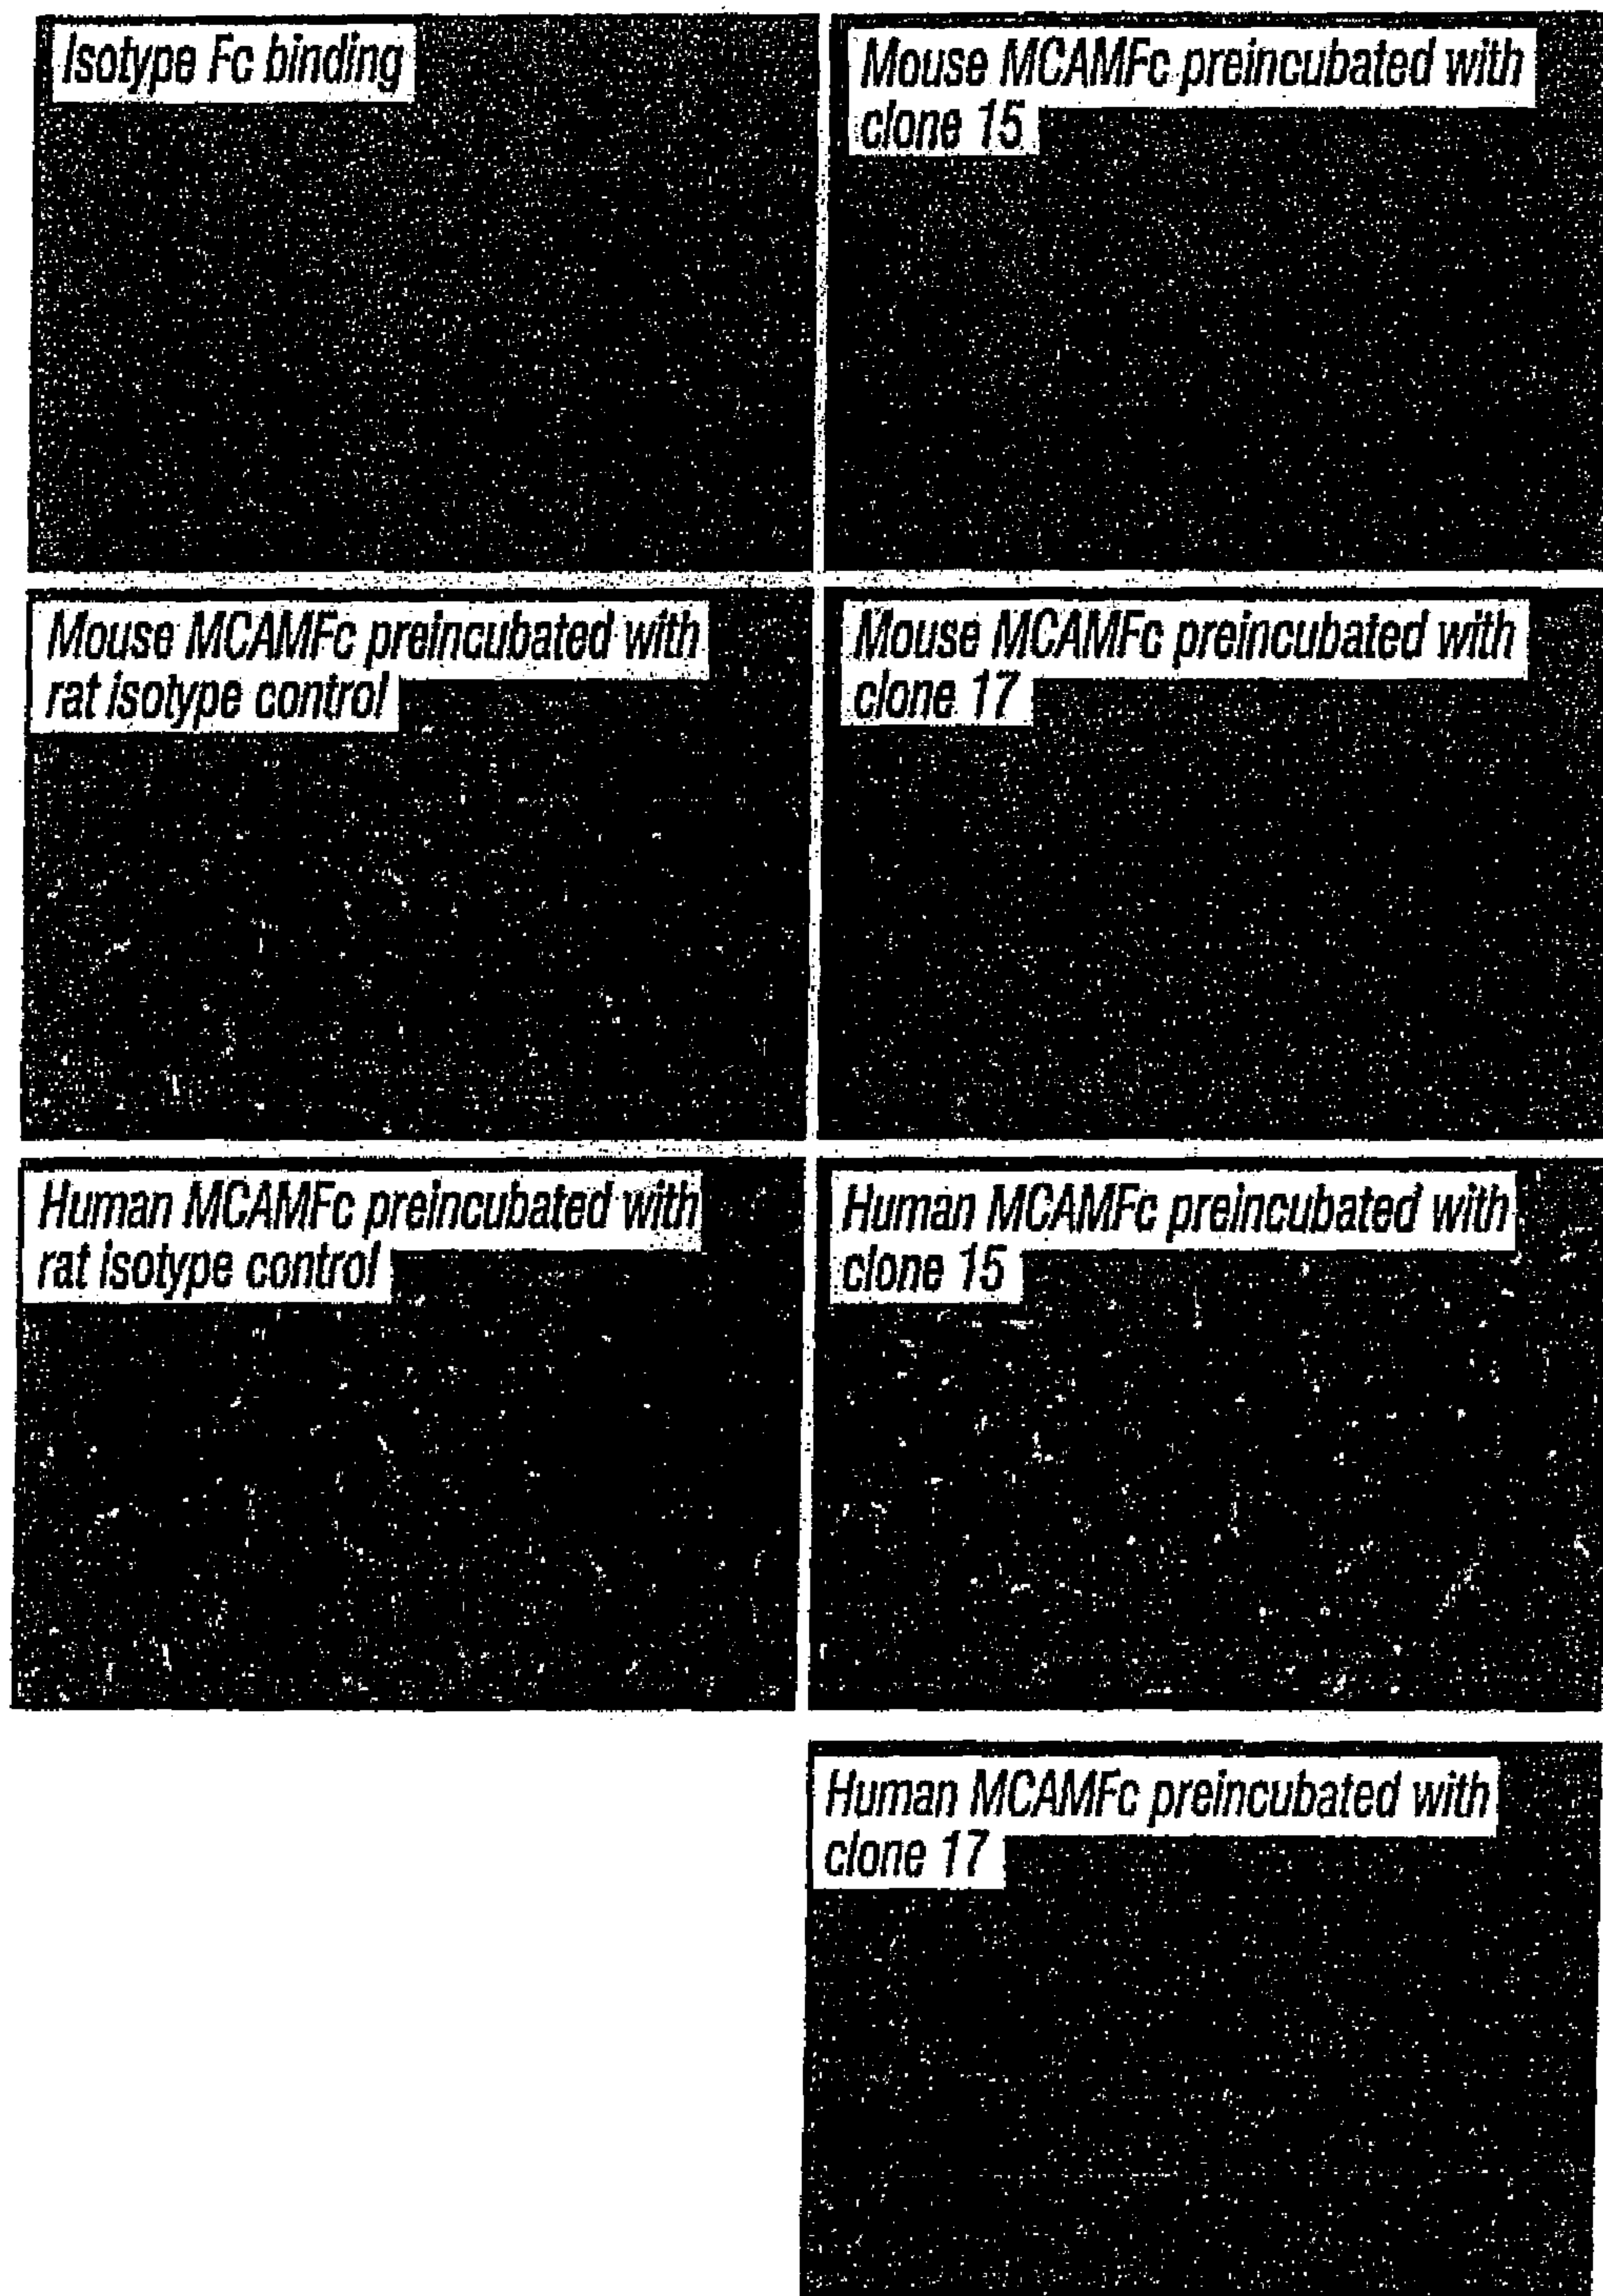 Isotype Fc binding
Mouse MCAMFc preincubated with
clone 15
Mouse MCAMFc preincubated with
rat isotype control
Mouse MCAMFc preincubated with
clone 17
Human MCAMFc preincubated with
rat isotype control
Human MCAMFc preincubated with
clone 15
Human MCAMFc preincubated with
clone 17